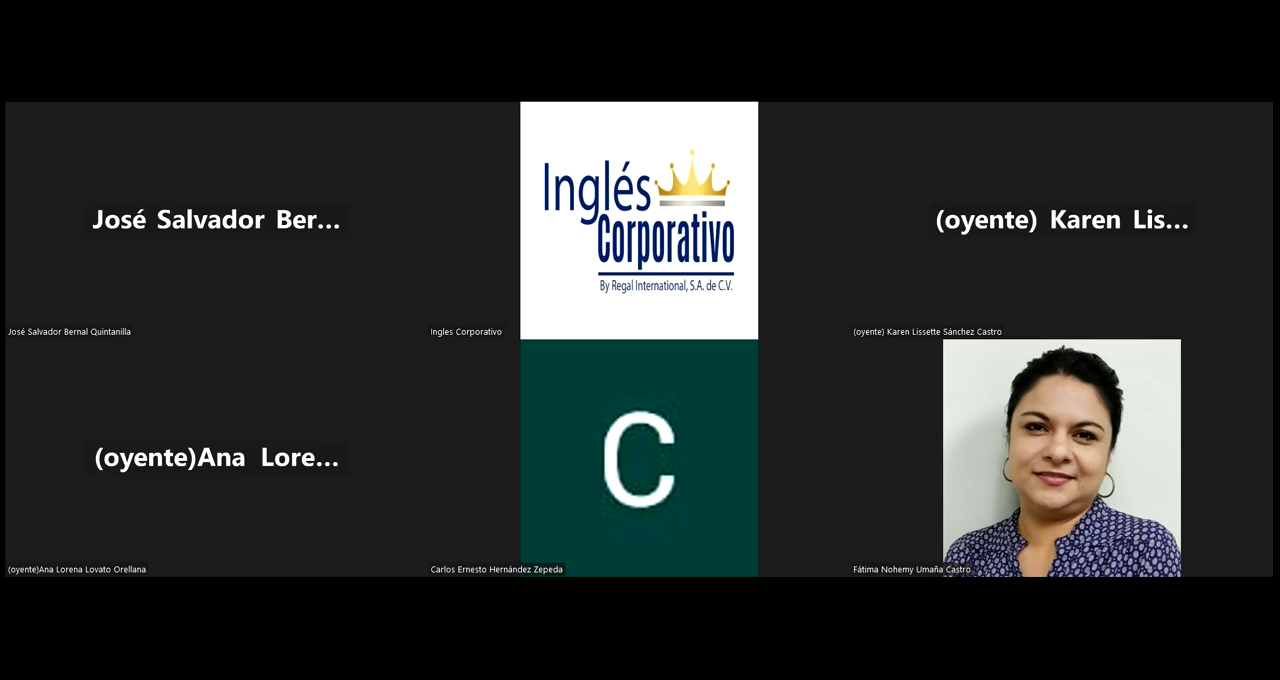 José Salvador Ber...
José Salvador Bernal Quintanilla
Inglés
Corporativo
By Regal International, S.A. de C.V.
Ingles Corporativo
(oyente) Karen Lis...
(oyente) Karen Lissette Sánchez Castro
(oyente)Ana Lore...
(oyente)Ana Lorena Lovato Orellana
C
Carlos Ernesto Hernández Zepeda
Fátima Nohemy Umaña Castro